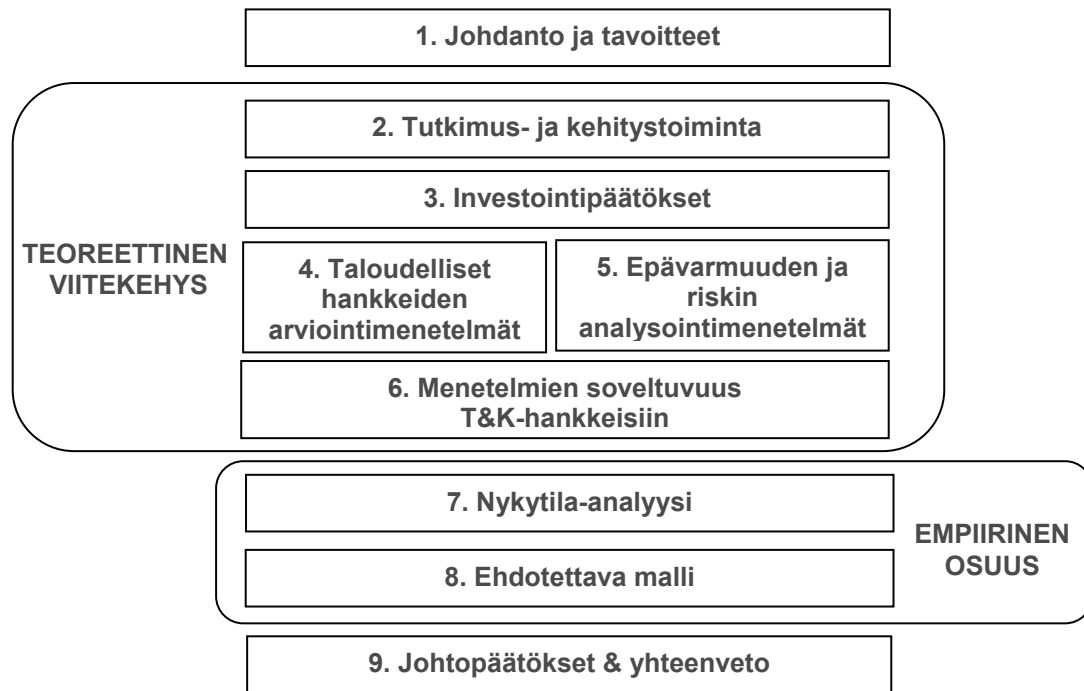 1. Johdanto ja tavoitteet
2. Tutkimus- ja kehitystoiminta
3. Investointipäätökset
TEOREETTINEN
VIITEKEHYS
4. Taloudelliset
hankkeiden
arviointimenetelmät
5. Epävarmuuden ja
riskin
analysointimenetelmät
6. Menetelmien soveltuvuus
T&K-hankkeisiin
7. Nykytila-analyysi
EMPIIRINEN
OSUUS
8. Ehdotettava malli
9. Johtopäätökset & yhteenveto